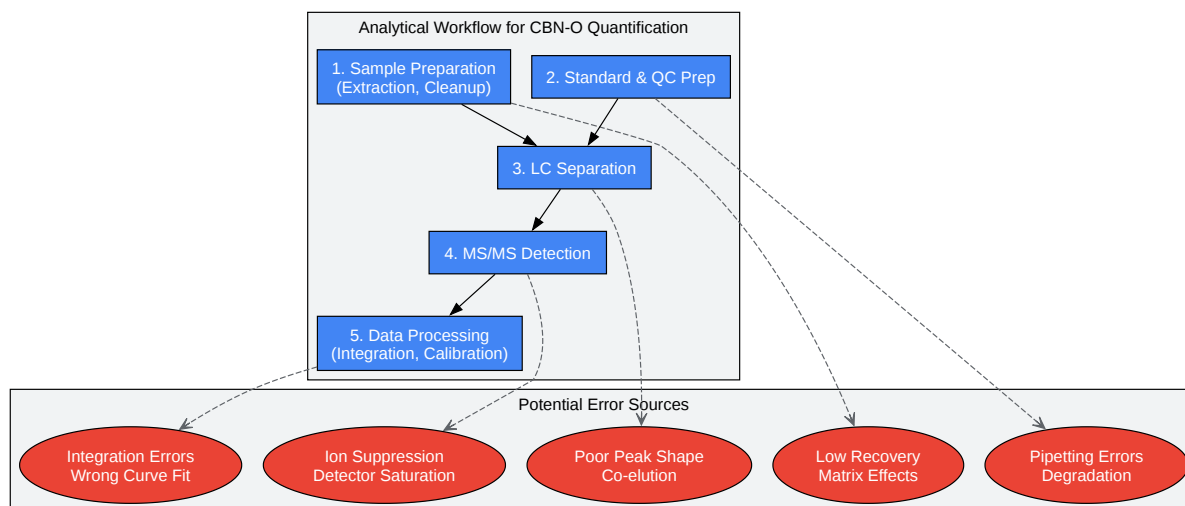 Analytical Workflow for CBN-O Quantification
1. Sample Preparation
(Extraction, Cleanup)
2. Standard & QC Prep
3. LC Separation
4. MS/MS Detection
5. Data Processing
(Integration, Calibration)
Potential Error Sources
Integration Errors
Wrong Curve Fit
Ion Suppression
Detector Saturation
Poor Peak Shape
Co-elution
Low Recovery
Matrix Effects
Pipetting Errors
Degradation